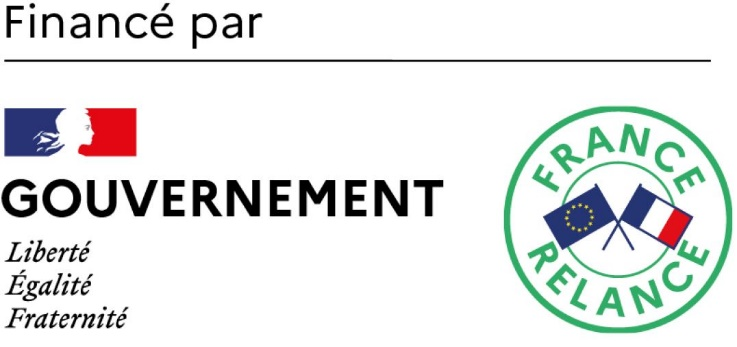 Financé par
GOUVERNEMENT
Liberté
Égalité
Fraternité
FRANCE
RELANCE